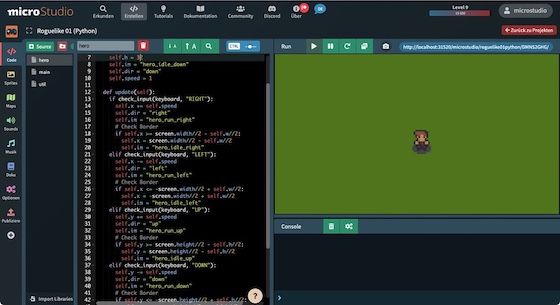 microStudio
Erkunden
Erstellen
Tutorials
Dokumentation
Community
Discord
Über
Level 9
microstudio
Roguelike 01 (Python)
Zurück zu Projekten
Code
Sprites
Maps
Sounds
Musik
Doku
Optionen
Publiziere
Source
hero
main
util
Import Libraries
hero
CTRL
Run
http://localhost:31520/microstudio/roguelike01python/DMNS2GHG/
Console
7 self.h = 32
8 self.im = "hero_idle_down"
9 self.dir = "down"
10 self.speed = 1
11
12 def update(self):
13 if check_input(keyboard, "RIGHT"):
14 self.x += self.speed
15 self.dir = "right"
16 self.im = "hero_run_right"
17 # Check Border
18 if self.x >= screen.width//2 - self.w//2:
19 self.x = screen.width//2 - self.w//2
20 self.im = "hero_idle_right"
21 elif check_input(keyboard, "LEFT"):
22 self.x -= self.speed
23 self.dir = "left"
24 self.im = "hero_run_left"
25 # Check Border
26 if self.x <= -screen.width//2 + self.w//2:
27 self.x = -screen.width//2 + self.w//2
28 self.im = "hero_idle_left"
29 elif check_input(keyboard, "UP"):
30 self.y += self.speed
31 self.dir = "up"
32 self.im = "hero_run_up"
33 # Check Border
34 if self.y >= screen.height//2 - self.h//2:
35 self.y = screen.height//2 - self.h//2
36 self.im = "hero_idle_up"
37 elif check_input(keyboard, "DOWN"):
38 self.y -= self.speed
39 self.dir = "down"
40 self.im = "hero_run_down"
41 # Check Border
42 if self.y <= -screen.height//2 + self.h//2: